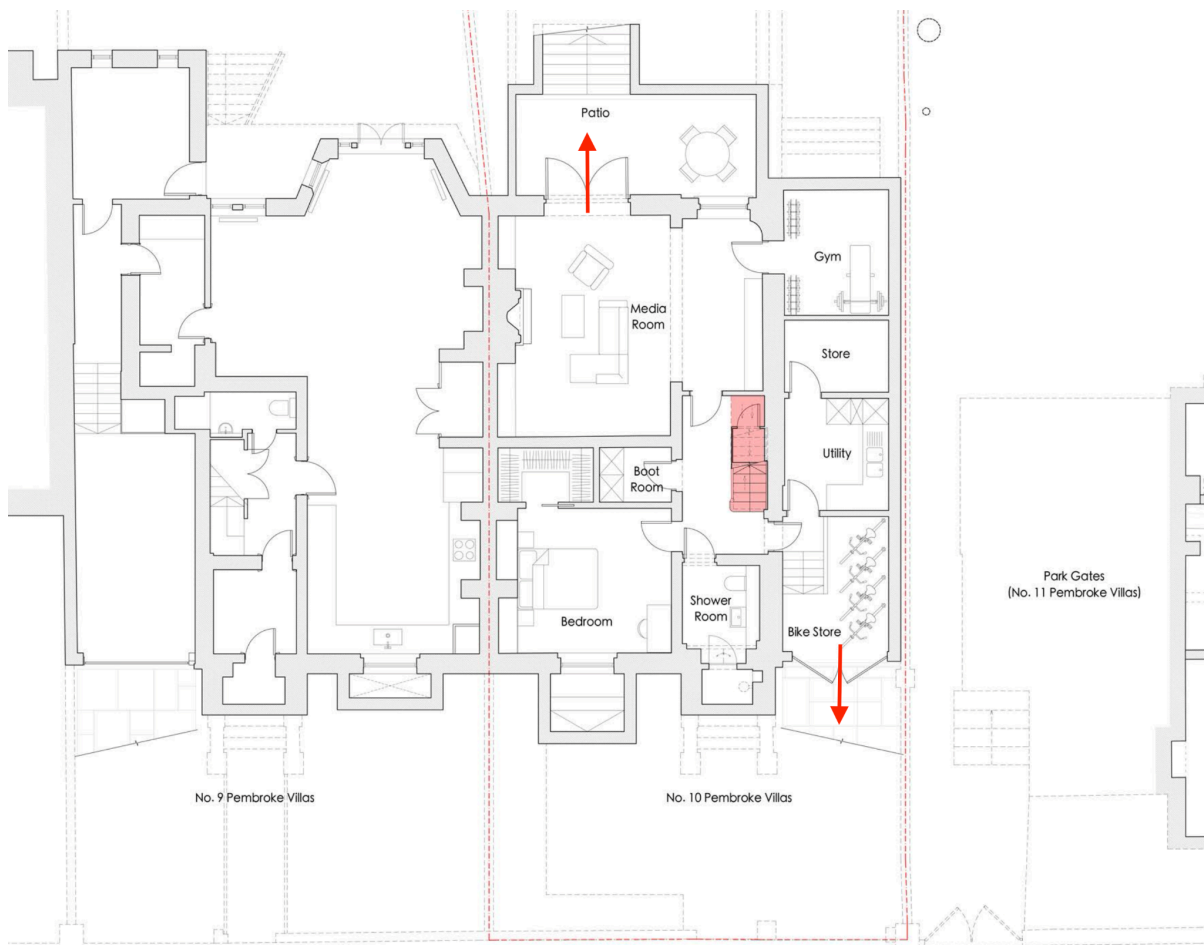 Patio
Gym
Media
Room
Store
Utility
Boot
Room
Shower
Room
Bedroom
Bike Store
Park Gates
(No. 11 Pembroke Villas)
No. 9 Pembroke Villas
No. 10 Pembroke Villas